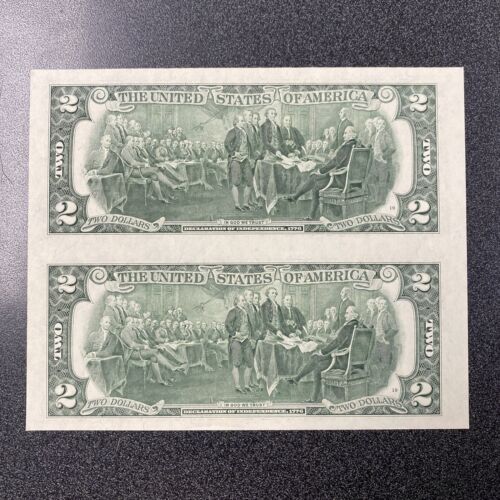 2 THE UNITED STATES OF AMERICA 2
TWO TWO
2 TWO DOLLARS IN GOD WE TRUST TWO DOLLARS 2
DECLARATION OF INDEPENDENCE, 1776
2 THE UNITED STATES OF AMERICA 2
TWO TWO
2 TWO DOLLARS IN GOD WE TRUST TWO DOLLARS 2
DECLARATION OF INDEPENDENCE, 1776